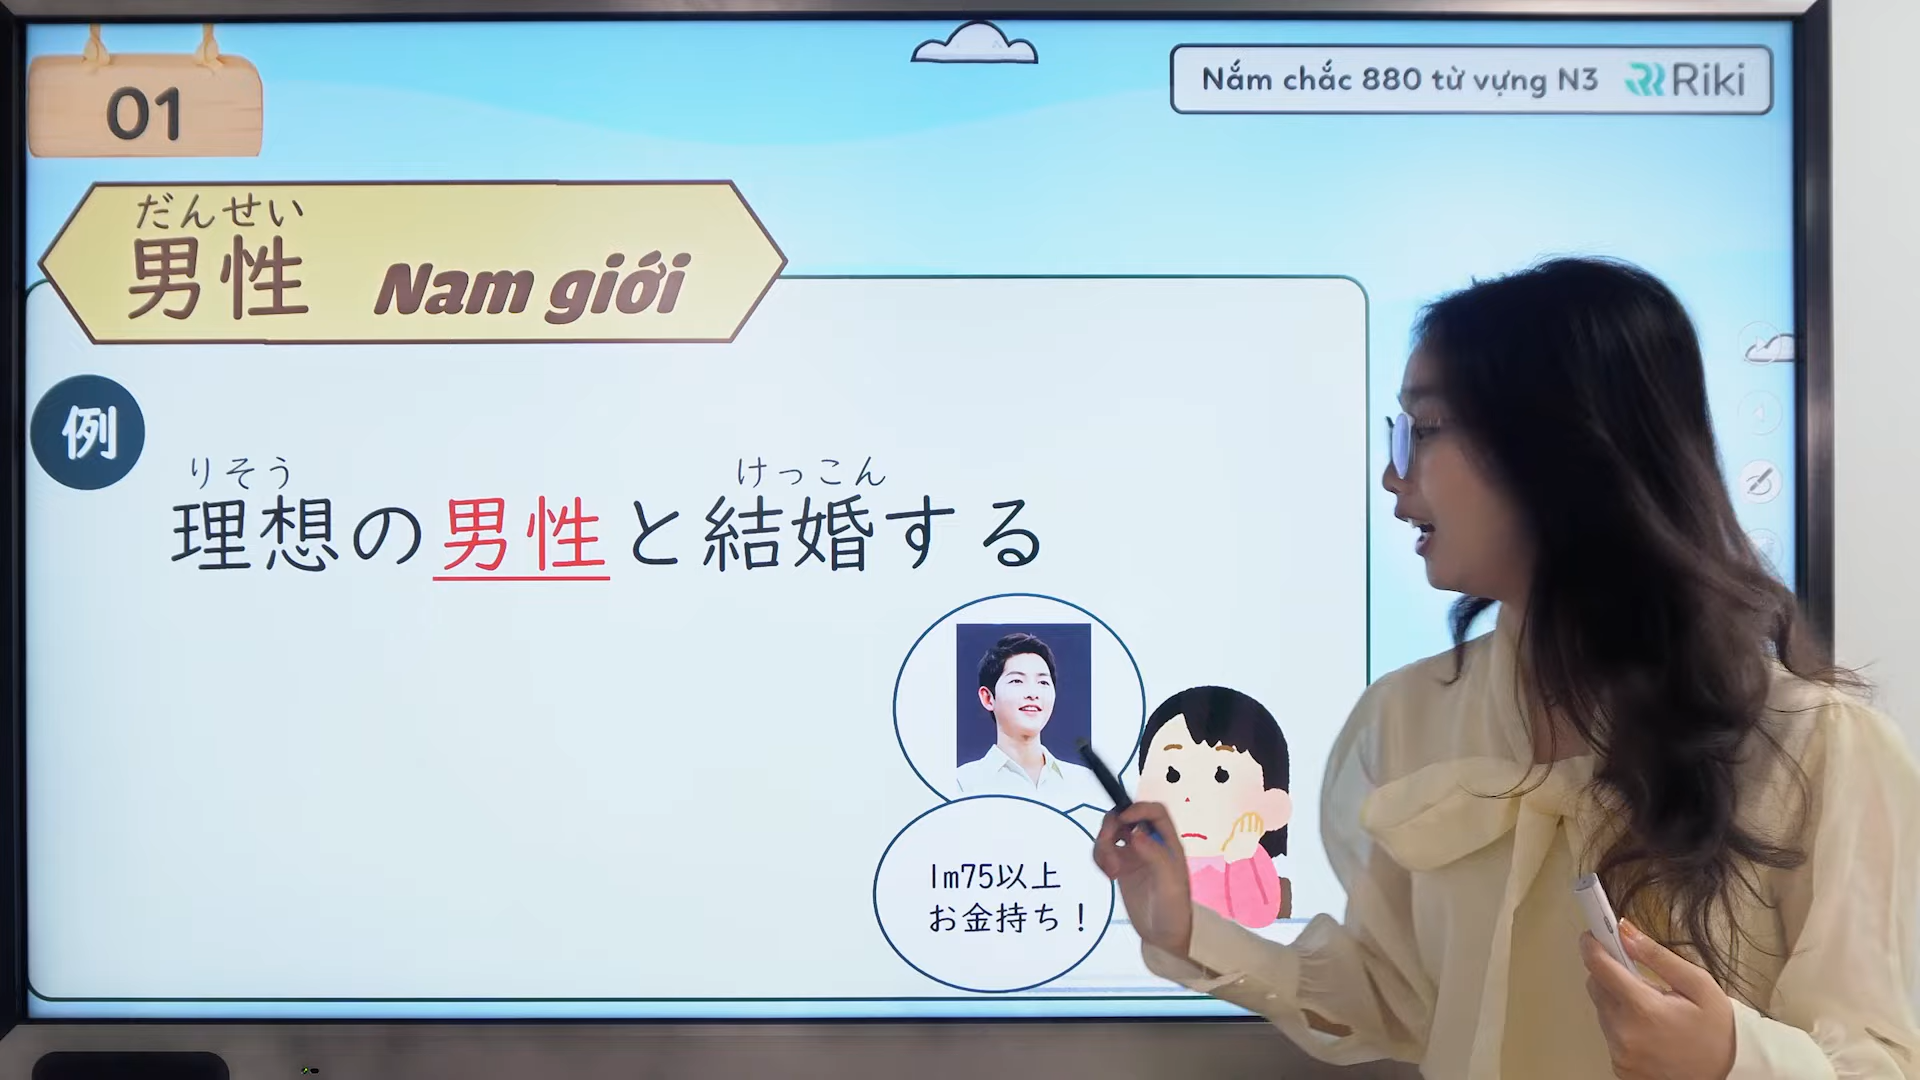 01
Nắm chắc 880 từ vựng N3 Riki
だんせい
男性 Nam giới
例
りそう けっこん
理想の男性と結婚する
1m75以上
お金持ち!